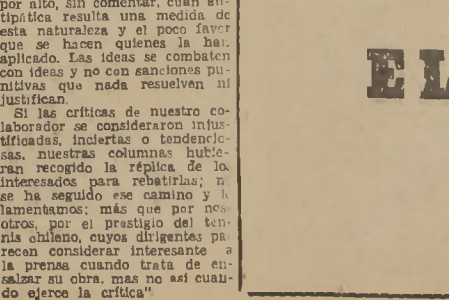 por alto, sin comentar, cuán an-
tipática resulta una medida de
esta naturaleza y el poco favor
que se hacen quienes la han
aplicado. Las ideas se combaten
con ideas y no con sanciones pu-
nitivas que nada resuelven ni
justifican.
Si las críticas de nuestro co-
laborador se consideraron injus-
tificadas, inciertas o tendencio-
sas, nuestras columnas hubie-
ran recogido la réplica de lo
interesados para rebatirlas; n
se ha seguido ese camino y l
lamentamos; más que por nos-
otros, por el prestigio del ten-
nis chileno, cuyos dirigentes pa
recen considerar interesante a
la prensa cuando trata de en-
salzar su obra, mas no así cuan-
do ejerce la crítica".
EL